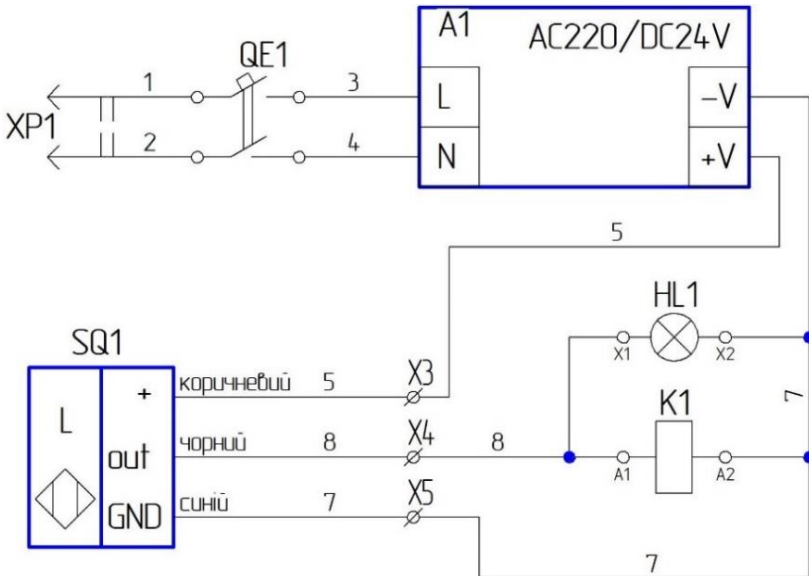 A1 AC220/DC24V
QE1
1 3 L -V
XP1
2 4 N +V
5
HL1
X1 X2
SQ1
7
+ коричневий 5 X3
K1
L
out чорний 8 X4 8
A1 A2
GND синій 7 X5
7